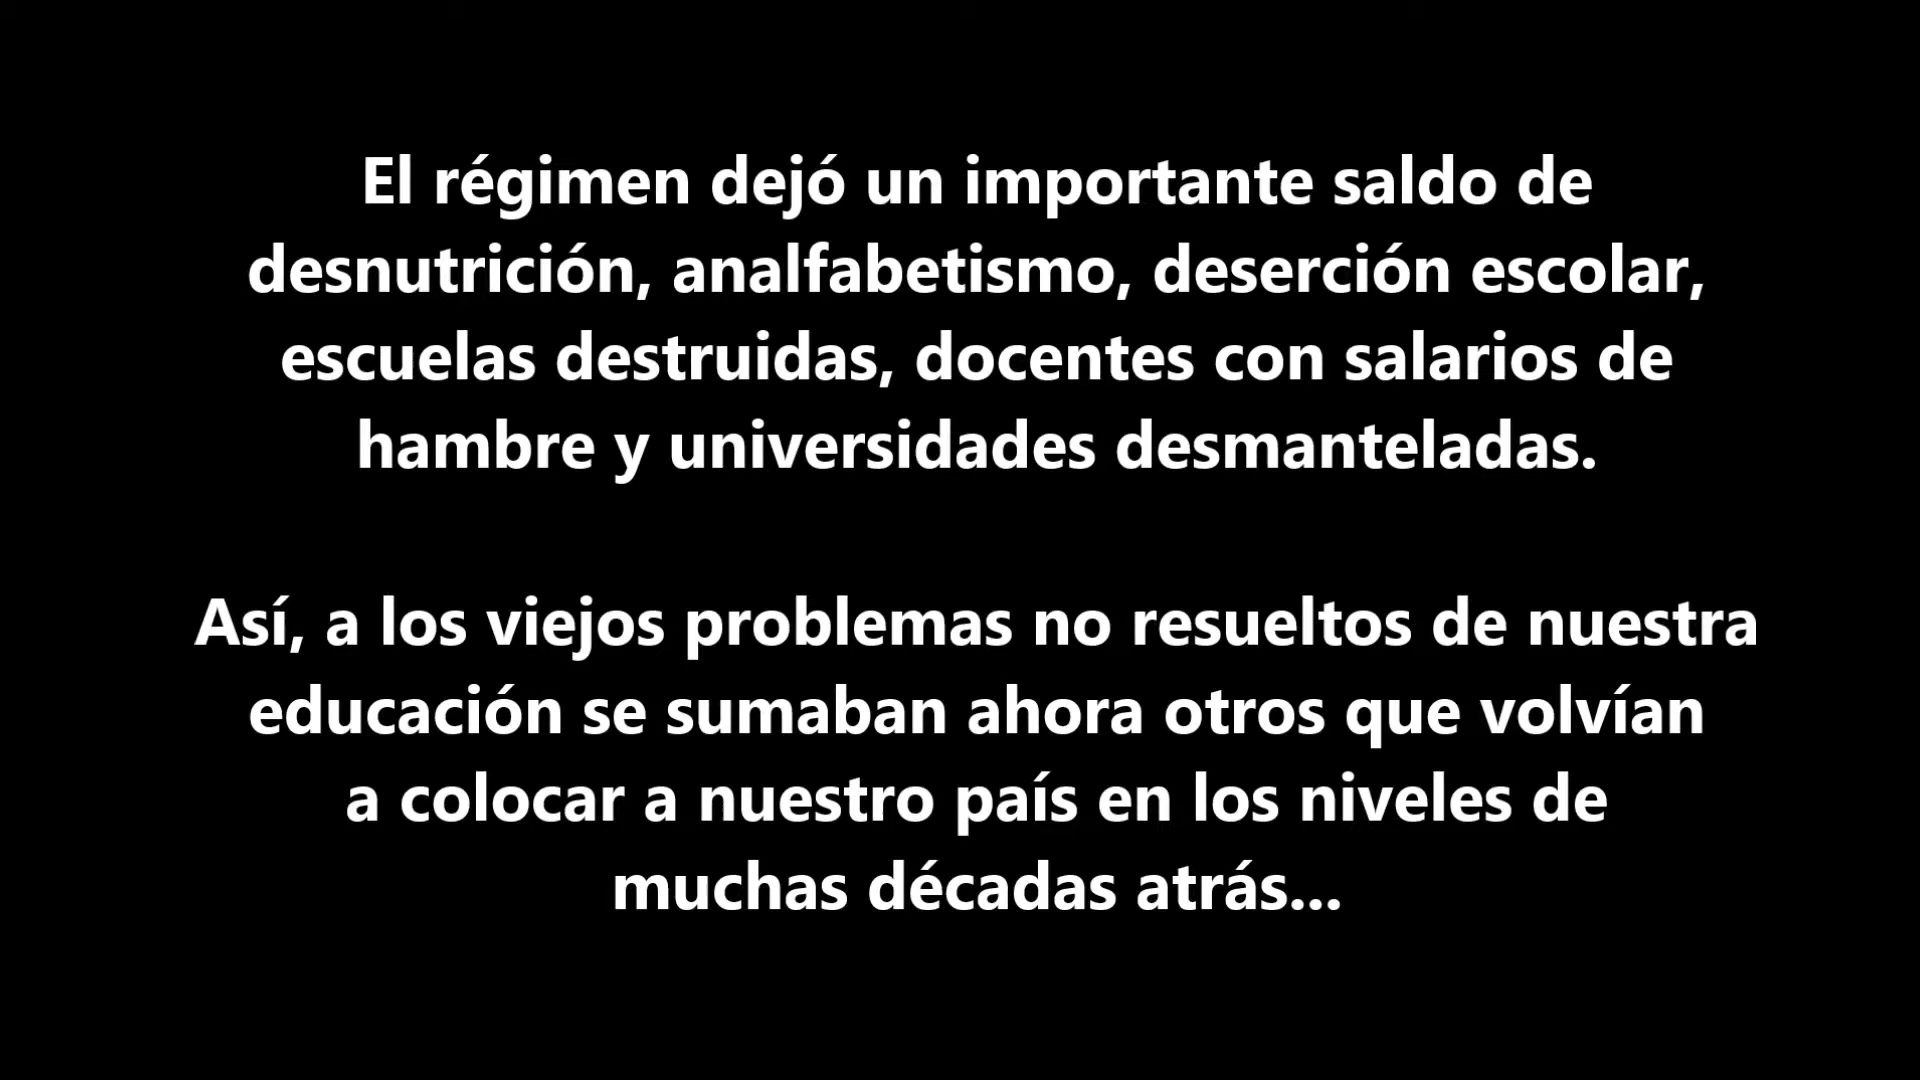 El régimen dejó un importante saldo de
desnutrición, analfabetismo, deserción escolar,
escuelas destruidas, docentes con salarios de
hambre y universidades desmanteladas.
Así, a los viejos problemas no resueltos de nuestra
educación se sumaban ahora otros que volvían
a colocar a nuestro país en los niveles de
muchas décadas atrás...